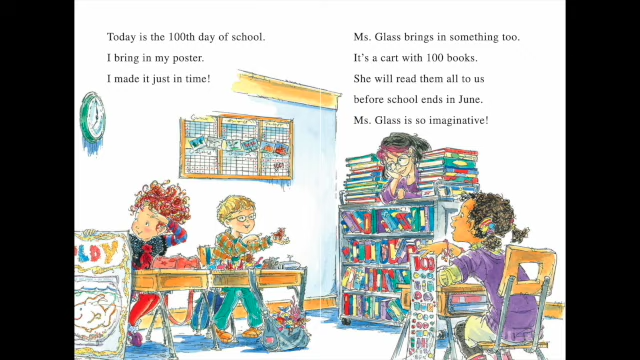 Today is the 100th day of school.
I bring in my poster.
I made it just in time!
Ms. Glass brings in something too.
It's a cart with 100 books.
She will read them all to us
before school ends in June.
Ms. Glass is so imaginative!
100